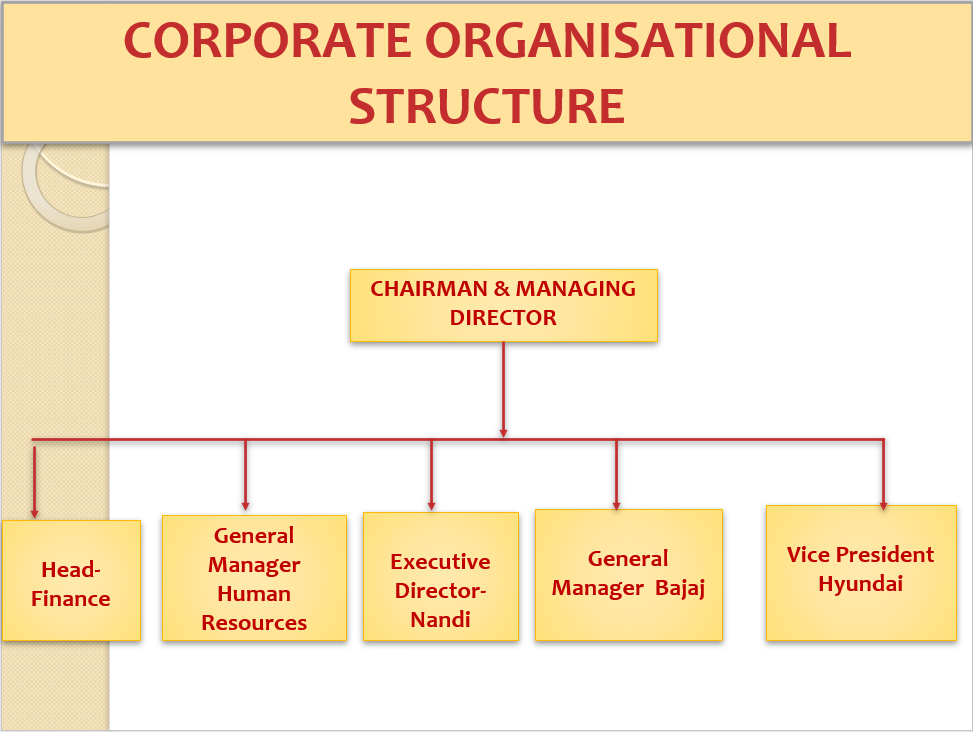 CORPORATE ORGANISATIONAL
STRUCTURE
CHAIRMAN & MANAGING
DIRECTOR
Head-
Finance
General
Manager
Human
Resources
Executive
Director-
Nandi
General
Manager Bajaj
Vice President
Hyundai